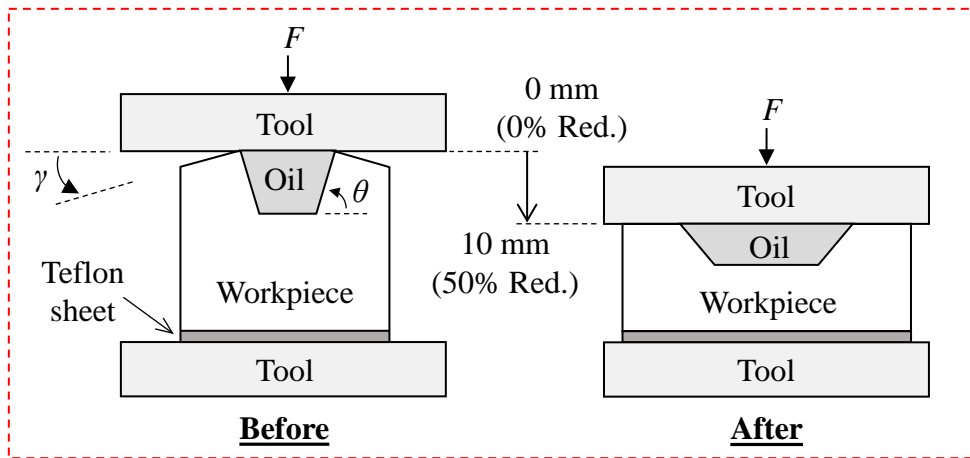 F
Tool
0 mm
(0% Red.)
F
γ
Oil
θ
Tool
10 mm
(50% Red.)
Oil
Teflon
sheet
Workpiece
Workpiece
Tool
Tool
Before
After